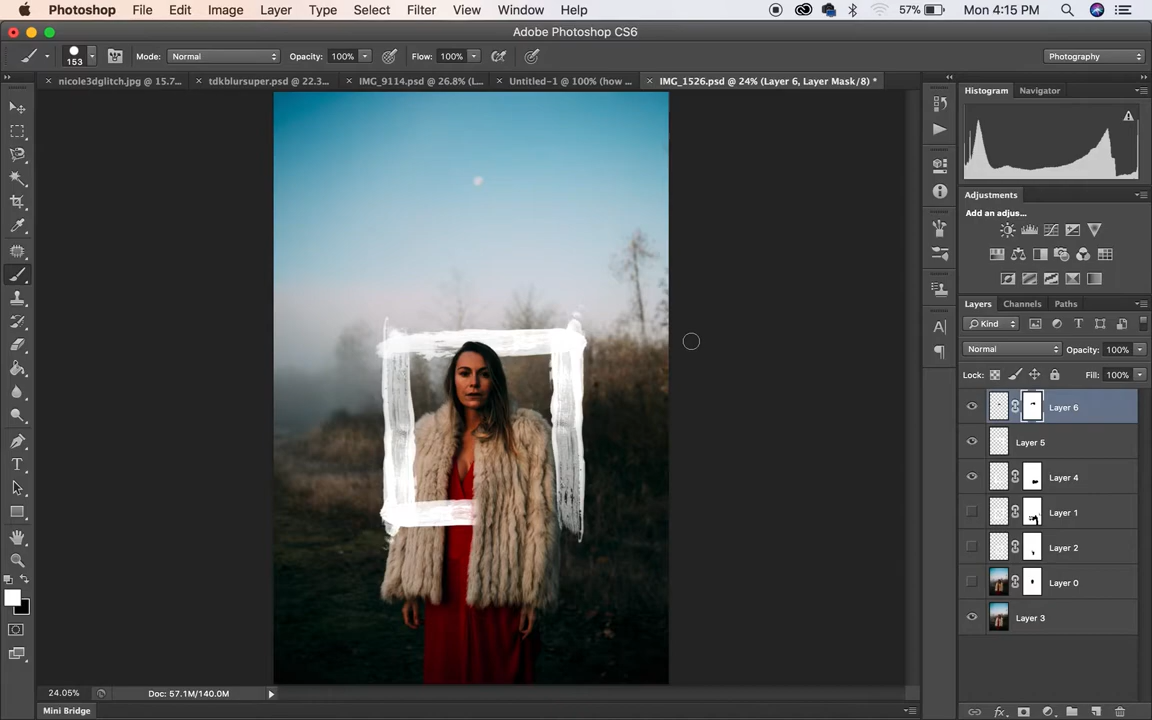 Photoshop File Edit Image Layer Type Select Filter View Window Help 57% Mon 4:15 PM
Adobe Photoshop CS6
153 Mode: Normal Opacity: 100% Flow: 100% Photography
nicole3dglitch.jpg @ 15.7... tdkblursuper.psd @ 22.3... IMG_9114.psd @ 26.8% (L... Untitled-1 @ 100% (how ... IMG_1526.psd @ 24% (Layer 6, Layer Mask/8) *
Histogram Navigator
Adjustments
Add an adjus...
Layers Channels Paths
Kind
Normal Opacity: 100%
Lock: Fill: 100%
Layer 6
Layer 5
Layer 4
Layer 1
Layer 2
Layer 0
Layer 3
24.05% Doc: 57.1M/140.0M
Mini Bridge